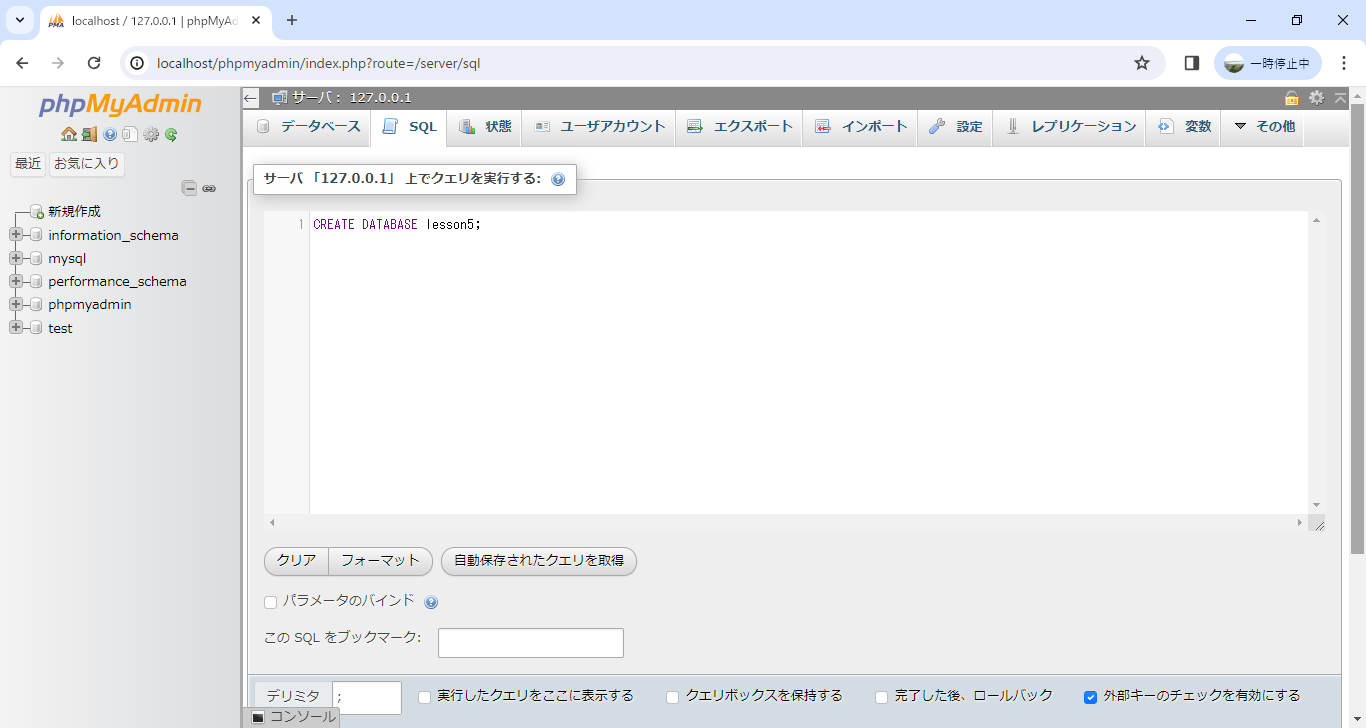 localhost / 127.0.0.1 | phpMyAd
localhost/phpmyadmin/index.php?route=/server/sql
一時停止中
phpMyAdmin
最近 お気に入り
新規作成
information_schema
mysql
performance_schema
phpmyadmin
test
サーバ: 127.0.0.1
データベース SQL 状態 ユーザアカウント エクスポート インポート 設定 レプリケーション 変数 その他
サーバ 「127.0.0.1」 上でクエリを実行する:
1 CREATE DATABASE lesson5;
クリア フォーマット 自動保存されたクエリを取得
パラメータのバインド
この SQL をブックマーク:
デリミタ ; 実行したクエリをここに表示する クエリボックスを保持する 完了した後、ロールバック 外部キーのチェックを有効にする
コンソール